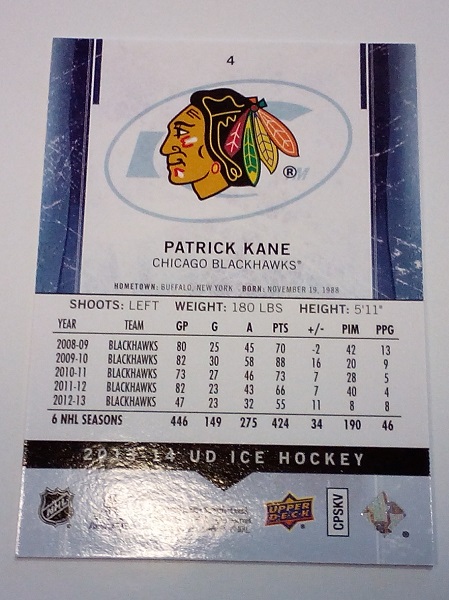 4
®
PATRICK KANE
CHICAGO BLACKHAWKS®
HOMETOWN: BUFFALO, NEW YORK · BORN: NOVEMBER 19, 1988
SHOOTS: LEFT WEIGHT: 180 LBS HEIGHT: 5'11"
YEAR TEAM GP G A PTS +/- PIM PPG
2008-09 BLACKHAWKS 80 25 45 70 -2 42 13
2009-10 BLACKHAWKS 82 30 58 88 16 20 9
2010-11 BLACKHAWKS 73 27 46 73 7 28 5
2011-12 BLACKHAWKS 82 23 43 66 7 40 4
2012-13 BLACKHAWKS 47 23 32 55 11 8 8
6 NHL SEASONS 446 149 275 424 34 190 46
2013-14 UD ICE HOCKEY
NHL
UPPER DECK
CPSKV